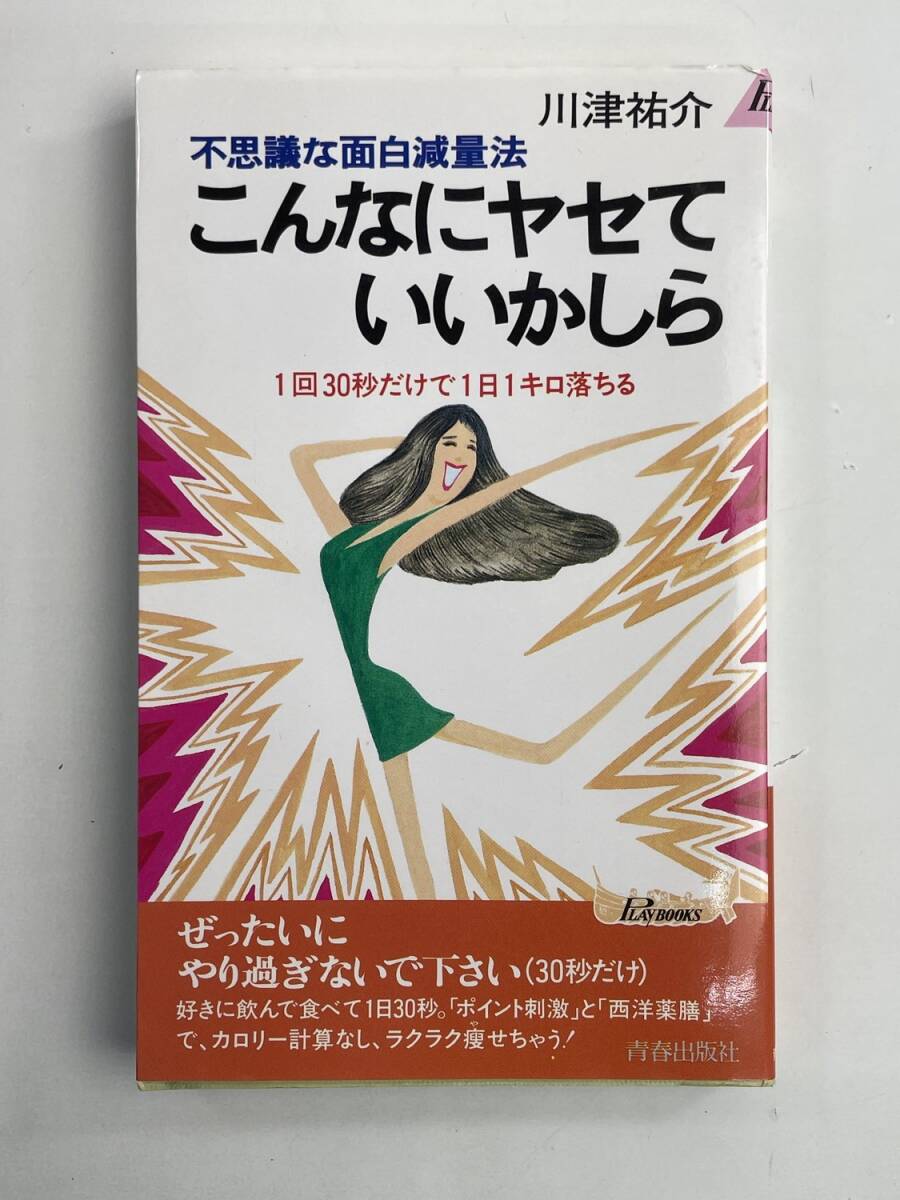 川津祐介
不思議な面白減量法
こんなにヤセて
いいかしら
1回30秒だけで1日1キロ落ちる
PLAYBOOKS
ぜったいに
やり過ぎないで下さい(30秒だけ)
好きに飲んで食べて1日30秒。「ポイント刺激」と「西洋薬膳」
で、カロリー計算なし、ラクラク痩せちゃう!
青春出版社